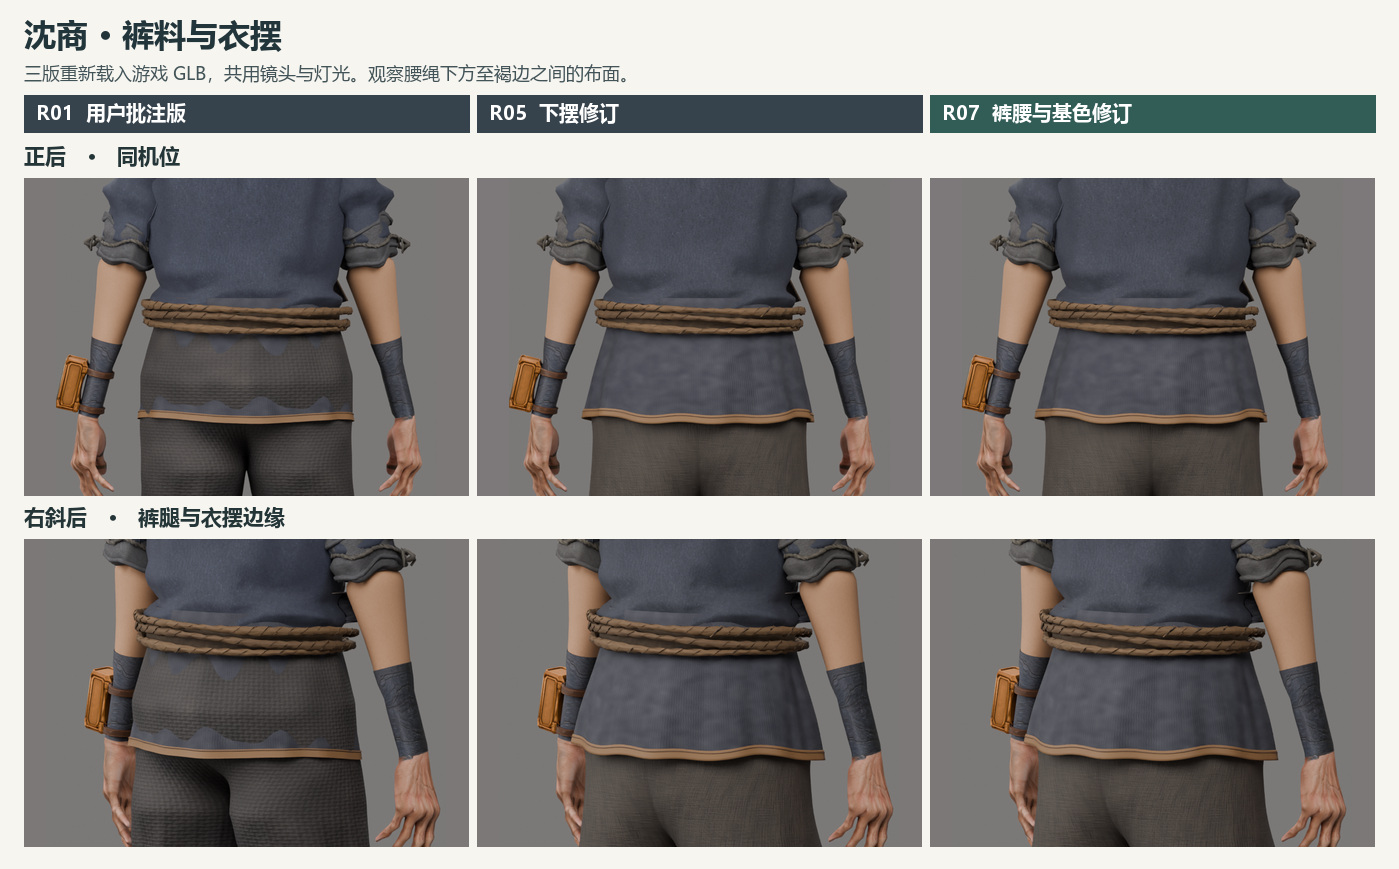 沈商・裤料与衣摆
三版重新载入游戏 GLB，共用镜头与灯光。观察腰绳下方至褐边之间的布面。
R01 用户批注版
R05 下摆修订
R07 裤腰与基色修订
正后 · 同机位
右斜后 · 裤腿与衣摆边缘